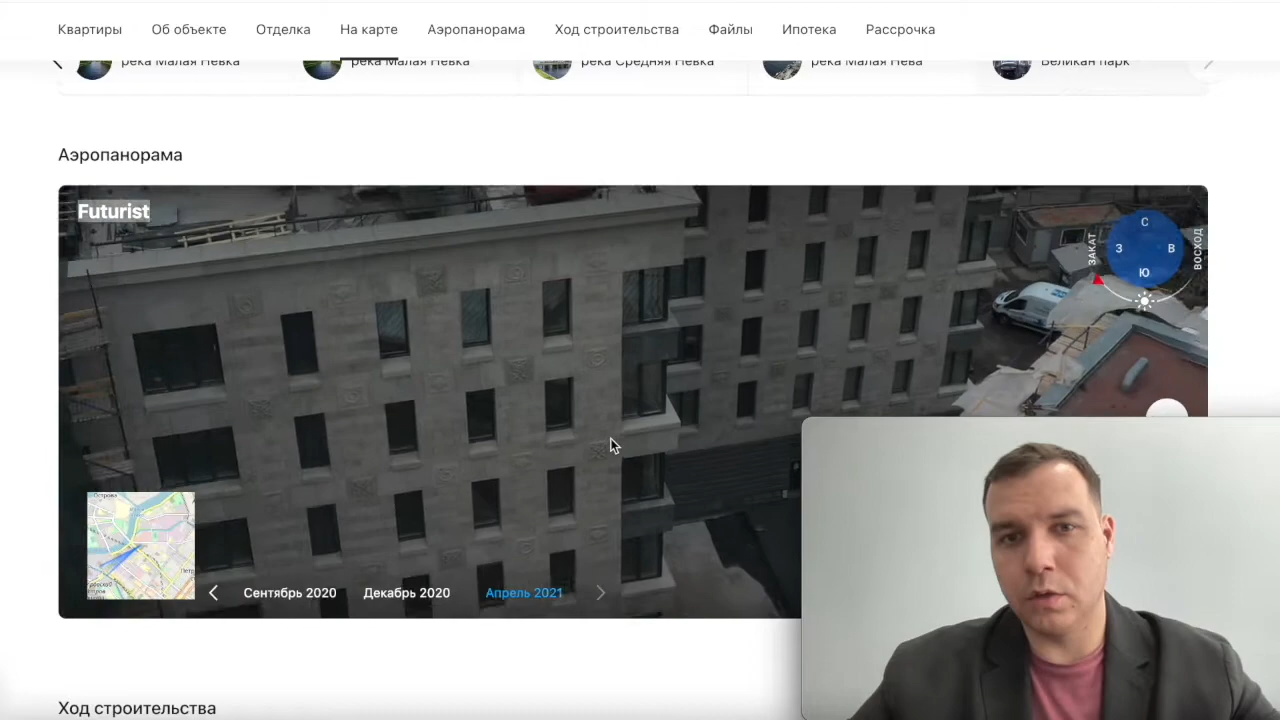 Квартиры Об объекте Отделка На карте Аэропанорама Ход строительства Файлы Ипотека Рассрочка
река Малая Невка река Малая Невка река Средняя Невка река Малая Нева Великан парк
Аэропанорама
Futurist
С
З В
Ю
ЗАКАТ
ВОСХОД
Сентябрь 2020 Декабрь 2020 Апрель 2021
Ход строительства